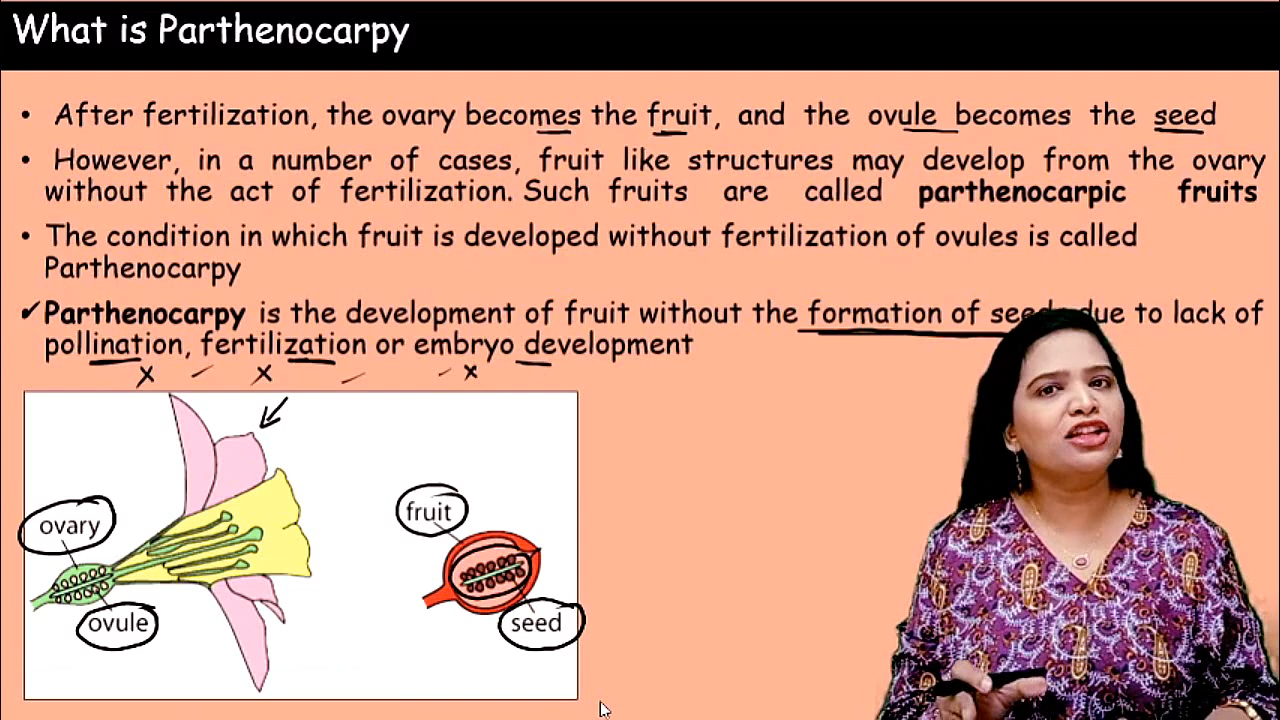 What is Parthenocarpy
• After fertilization, the ovary becomes the fruit, and the ovule becomes the seed
• However, in a number of cases, fruit like structures may develop from the ovary
without the act of fertilization. Such fruits are called parthenocarpic fruits
• The condition in which fruit is developed without fertilization of ovules is called
Parthenocarpy
✓ Parthenocarpy is the development of fruit without the formation of seeds due to lack of
pollination, fertilization or embryo development
ovary
ovule
fruit
seed